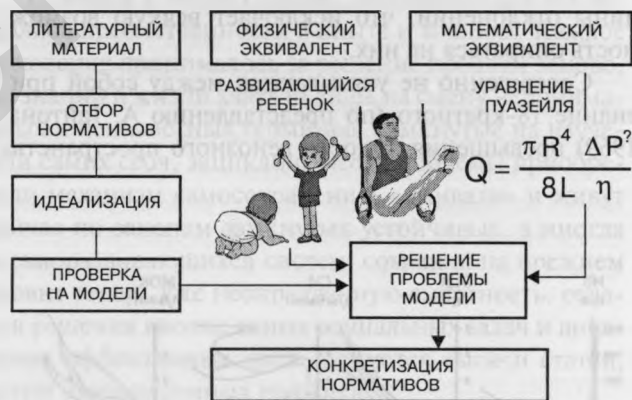 ЛИТЕРАТУРНЫЙ
МАТЕРИАЛ
ФИЗИЧЕСКИЙ
ЭКВИВАЛЕНТ
МАТЕМАТИЧЕСКИЙ
ЭКВИВАЛЕНТ
ОТБОР
НОРМАТИВОВ
ИДЕАЛИЗАЦИЯ
ПРОВЕРКА
НА МОДЕЛИ
РАЗВИВАЮЩИЙСЯ
РЕБЕНОК
УРАВНЕНИЕ
ПУАЗЕЙЛЯ
Q = πR⁴ ΔP? / 8L η
РЕШЕНИЕ
ПРОБЛЕМЫ
МОДЕЛИ
КОНКРЕТИЗАЦИЯ
НОРМАТИВОВ